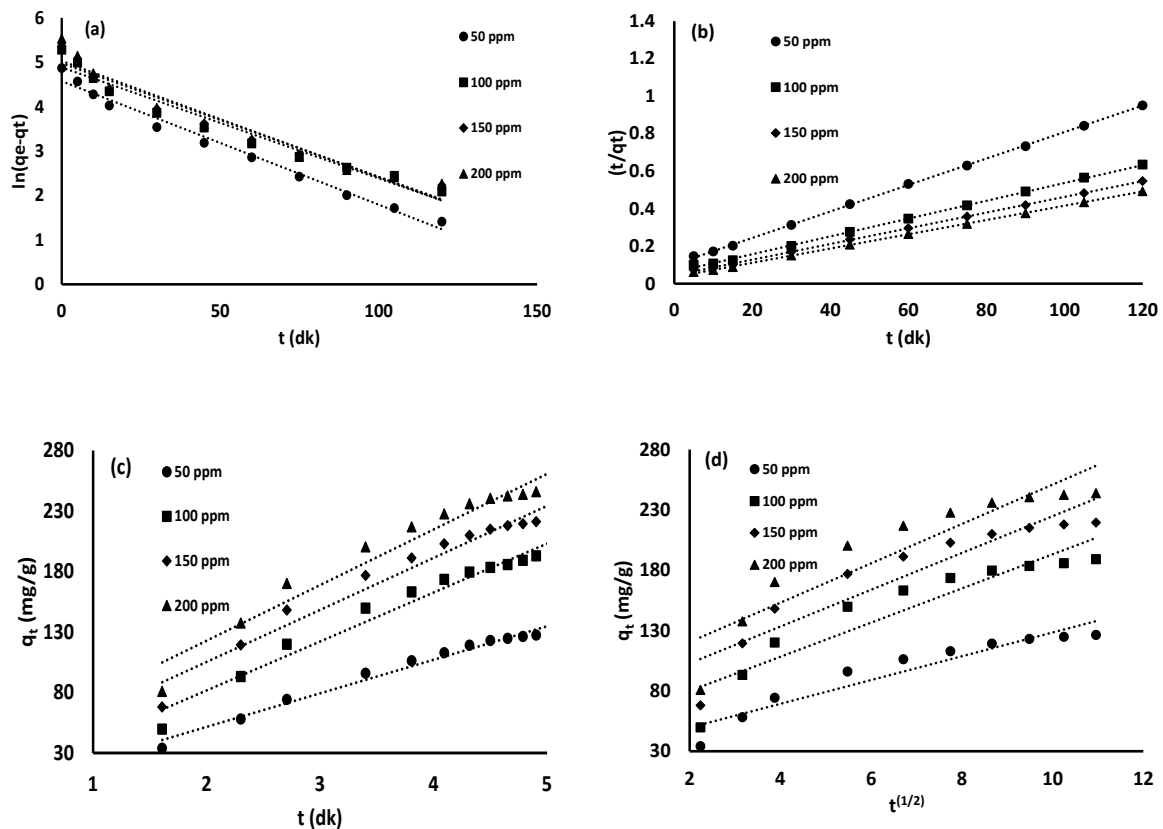 (a)
6
5
4
3
2
1
0
ln(qe-qt)
0 50 100 150
t (dk)
50 ppm
100 ppm
150 ppm
200 ppm
(b)
1.4
1.2
1
0.8
0.6
0.4
0.2
0
(t/qt)
0 20 40 60 80 100 120
t (dk)
50 ppm
100 ppm
150 ppm
200 ppm
(c)
280
230
180
130
80
30
qt (mg/g)
1 2 3 4 5
t (dk)
50 ppm
100 ppm
150 ppm
200 ppm
(d)
280
230
180
130
80
30
qt (mg/g)
2 4 6 8 10 12
t(1/2)
50 ppm
100 ppm
150 ppm
200 ppm